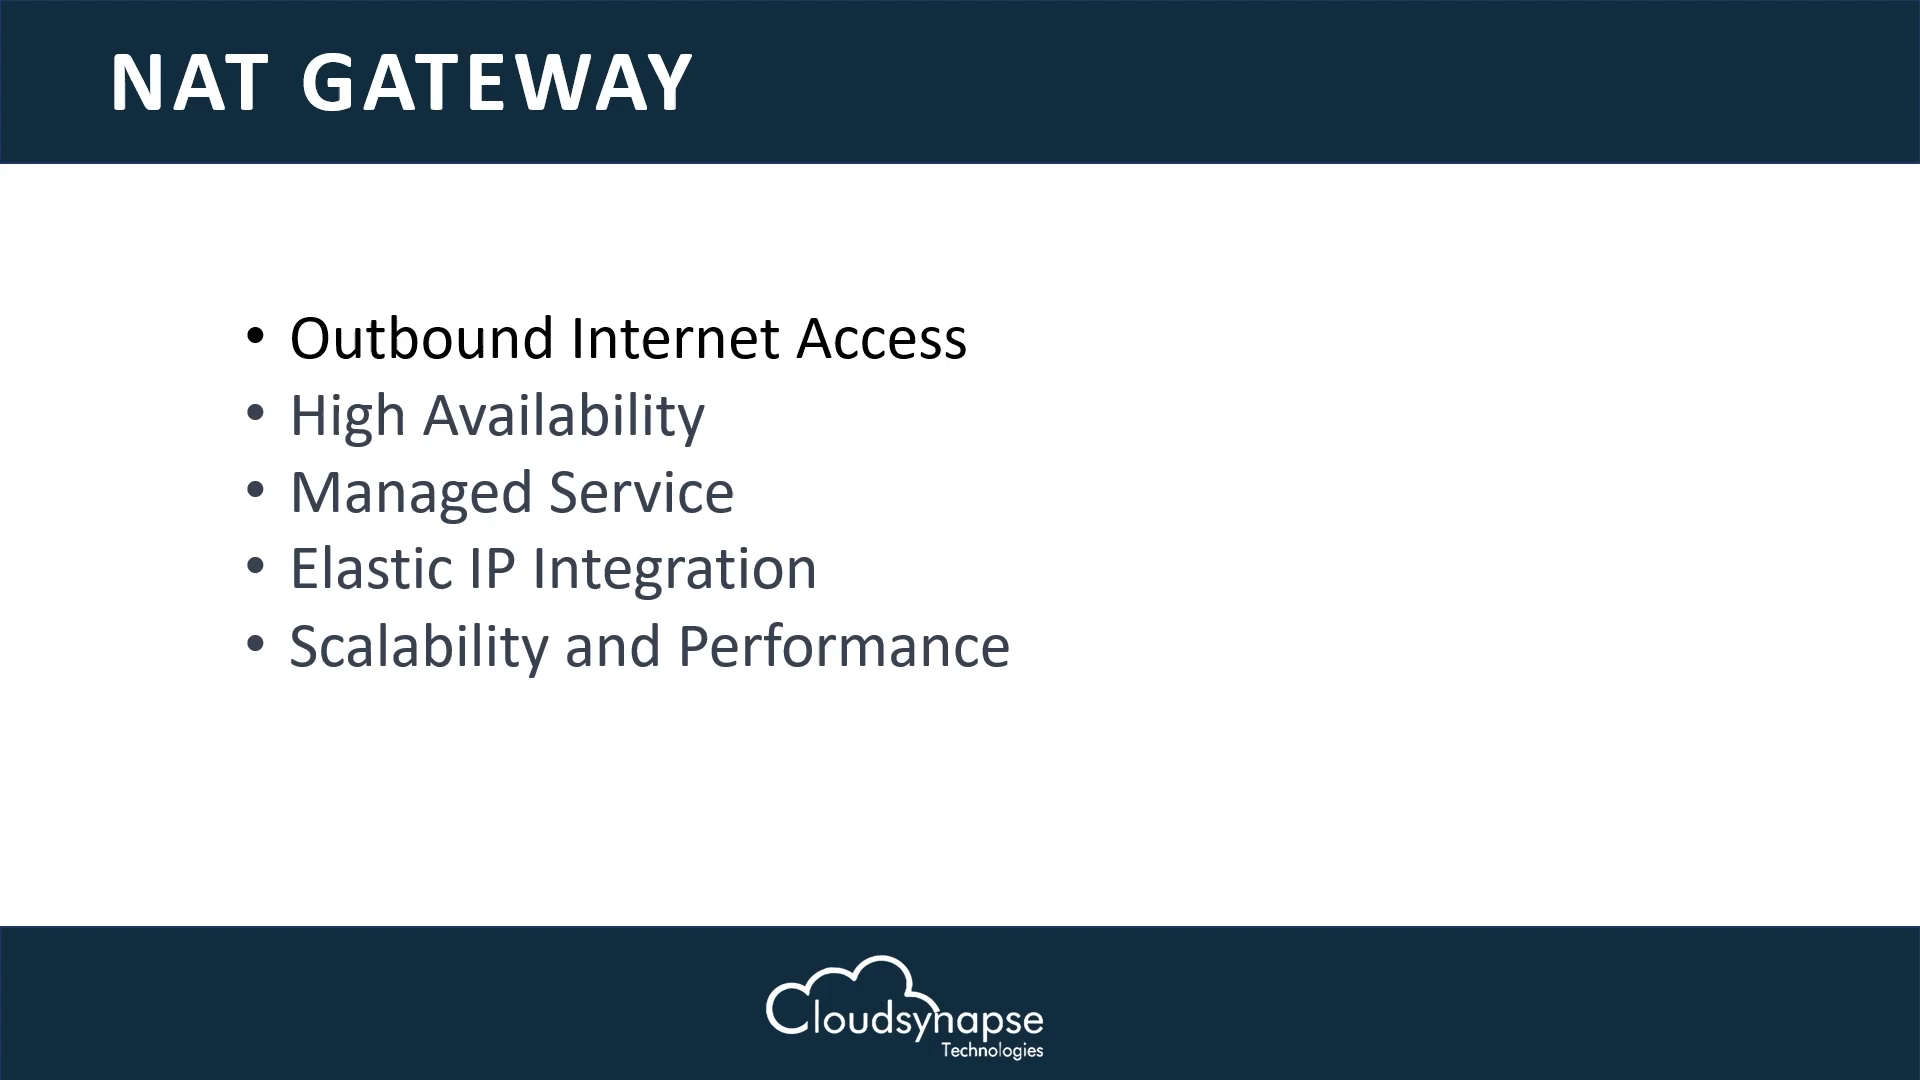 NAT GATEWAY
• Outbound Internet Access
• High Availability
• Managed Service
• Elastic IP Integration
• Scalability and Performance
Cloudsynapse
Technologies